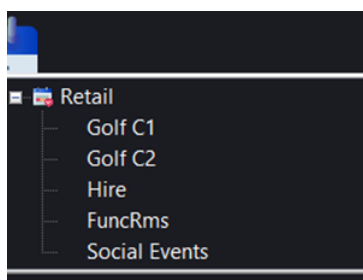 Retail
Golf C1
Golf C2
Hire
FuncRms
Social Events